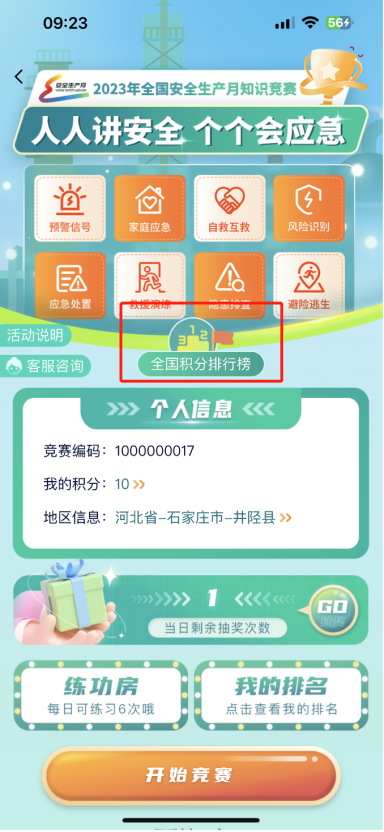 09:23
56
安全生产月
2023年全国安全生产月知识竞赛
人人讲安全 个个会应急
预警信号
家庭应急
自救互救
风险识别
应急处置
救援演练
隐患排查
避险逃生
活动说明
1
3 2
客服咨询
全国积分排行榜
>>> 个人信息 <<<
竞赛编码：1000000017
我的积分：10 >>
地区信息：河北省-石家庄市-井陉县 >>
>>>>>>> 1 <<<<<<<
GO
当日剩余抽奖次数
练功房
每日可练习6次哦
我的排名
点击查看我的排名
开始竞赛